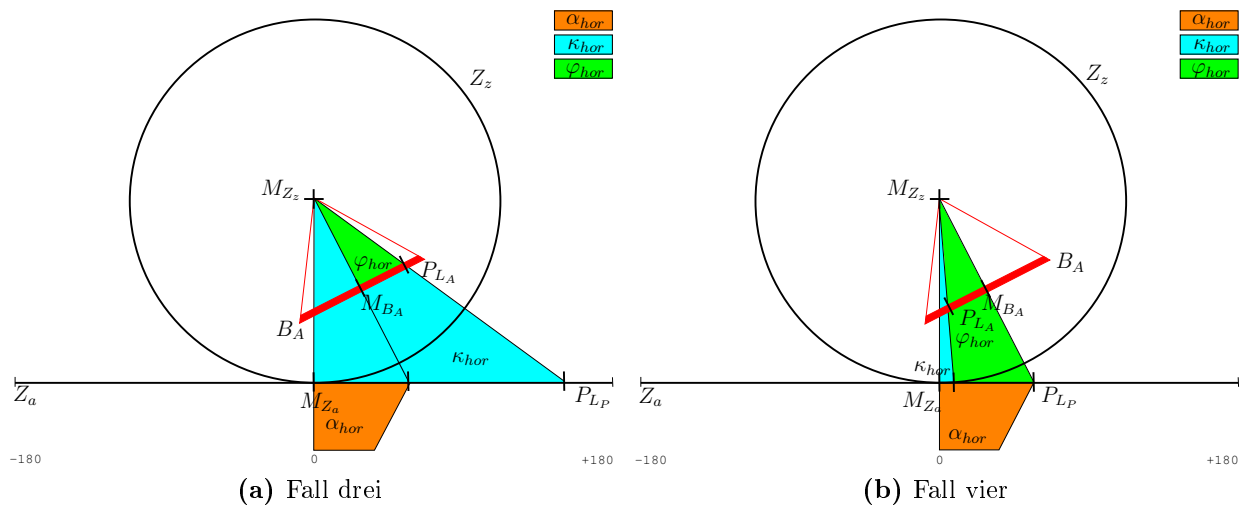 α_hor
κ_hor
φ_hor
Z_z
M_{Z_z}
φ_hor
P_{L_A}
M_{B_A}
B_A
κ_hor
Z_a
M_{Z_a}
P_{L_P}
α_hor
-180
0
+180
(a) Fall drei
α_hor
κ_hor
φ_hor
Z_z
M_{Z_z}
B_A
M_{B_A}
P_{L_A}
φ_hor
κ_hor
Z_a
M_{Z_a}
P_{L_P}
α_hor
-180
0
+180
(b) Fall vier